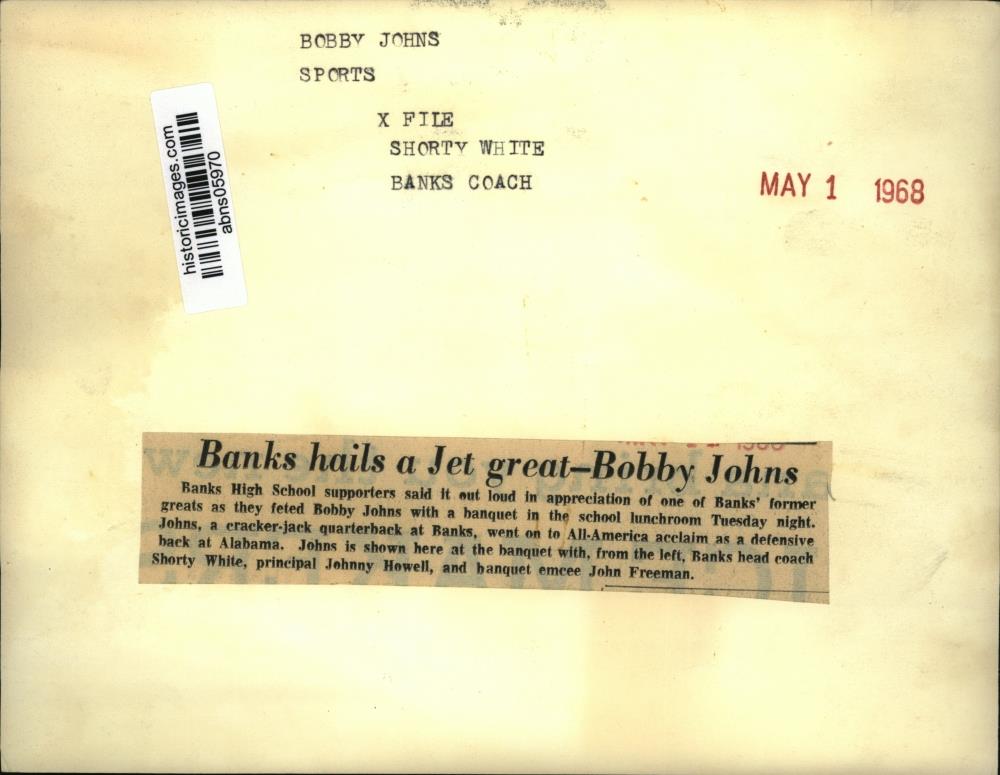 BOBBY JOHNS
SPORTS
X FILE
SHORTY WHITE
BANKS COACH
MAY 1 1968
historicimages.com
abns05970
Banks hails a Jet great—Bobby Johns
Banks High School supporters said it out loud in appreciation of one of Banks' former
greats as they feted Bobby Johns with a banquet in the school lunchroom Tuesday night.
Johns, a cracker-jack quarterback at Banks, went on to All-America acclaim as a defensive
back at Alabama. Johns is shown here at the banquet with, from the left, Banks head coach
Shorty White, principal Johnny Howell, and banquet emcee John Freeman.